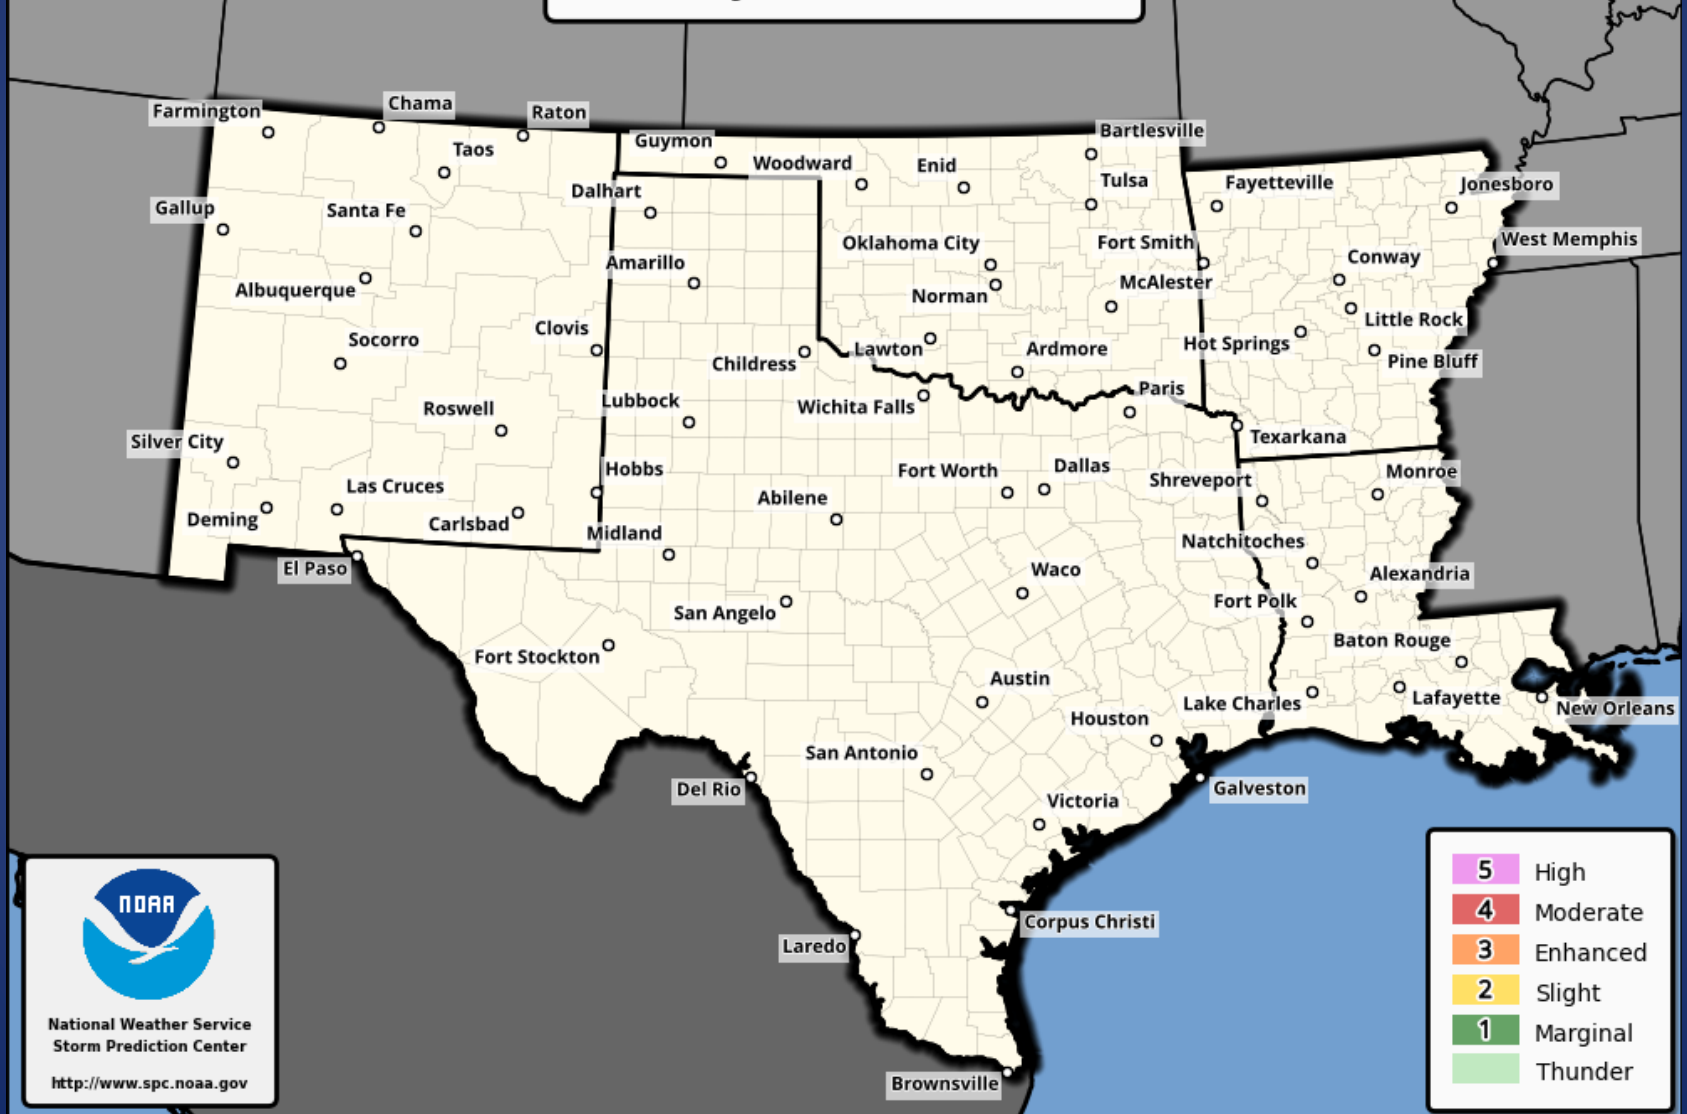 Farmington
Chama
Raton
Taos
Guymon
Woodward
Enid
Bartlesville
Tulsa
Fayetteville
Jonesboro
Gallup
Santa Fe
Dalhart
Oklahoma City
Fort Smith
West Memphis
Conway
Albuquerque
Amarillo
Norman
McAlester
Little Rock
Socorro
Clovis
Childress
Lawton
Ardmore
Hot Springs
Pine Bluff
Roswell
Lubbock
Wichita Falls
Paris
Texarkana
Silver City
Hobbs
Fort Worth
Dallas
Shreveport
Monroe
Las Cruces
Abilene
Deming
Carlsbad
Midland
Natchitoches
El Paso
Waco
Alexandria
San Angelo
Fort Polk
Fort Stockton
Baton Rouge
Austin
Lake Charles
Lafayette
New Orleans
Houston
San Antonio
Del Rio
Victoria
Galveston
Corpus Christi
Laredo
Brownsville
NOAA
National Weather Service
Storm Prediction Center
http://www.spc.noaa.gov
5 High
4 Moderate
3 Enhanced
2 Slight
1 Marginal
Thunder